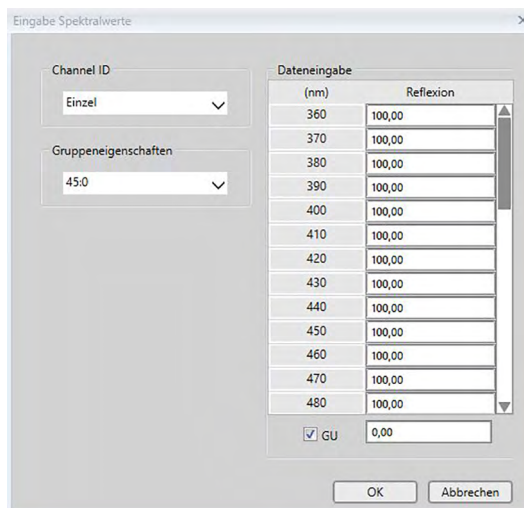 Eingabe Spektralwerte
Channel ID
Einzel
Gruppeneigenschaften
45:0
Dateneingabe
(nm) Reflexion
360 100,00
370 100,00
380 100,00
390 100,00
400 100,00
410 100,00
420 100,00
430 100,00
440 100,00
450 100,00
460 100,00
470 100,00
480 100,00
GU 0,00
OK Abbrechen